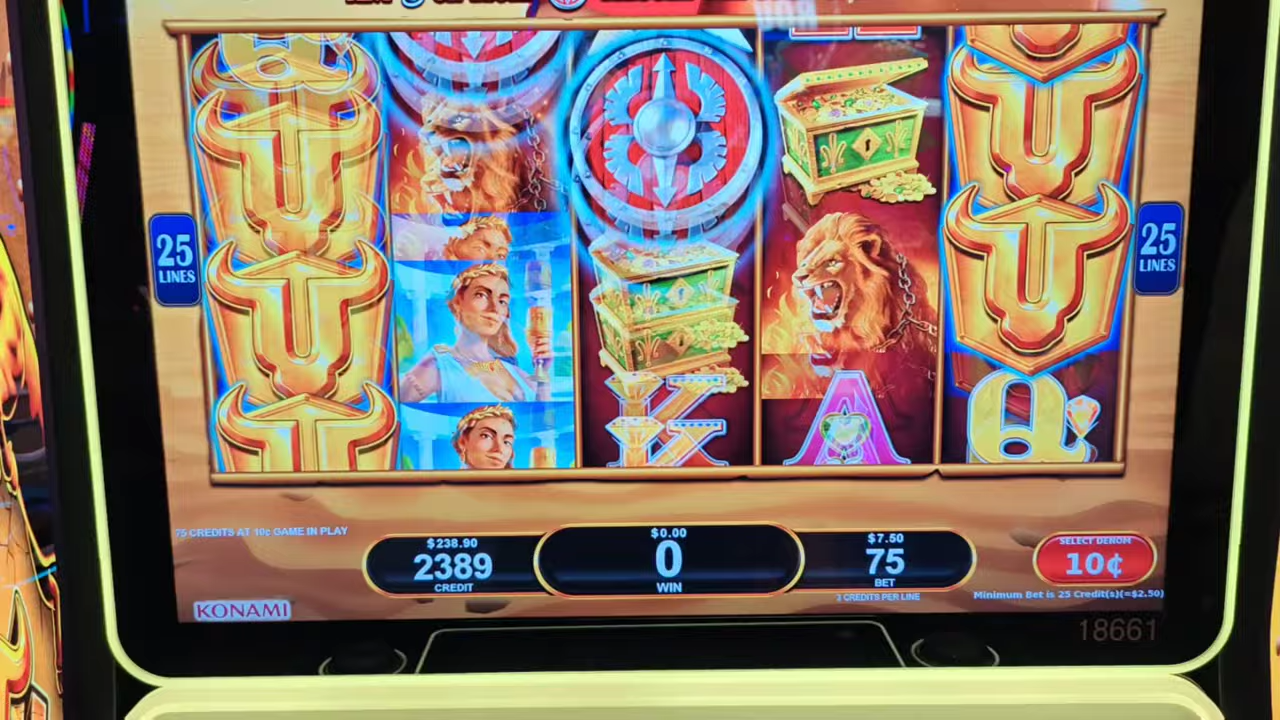 25
LINES
25
LINES
K
A
Q
75 CREDITS AT 10¢ GAME IN PLAY
$238.90
2389
CREDIT
$0.00
0
WIN
$7.50
75
BET
3 CREDITS PER LINE
SELECT DENOM
10¢
Minimum Bet is 25 Credit(s)(=$2.50)
KONAMI
18661